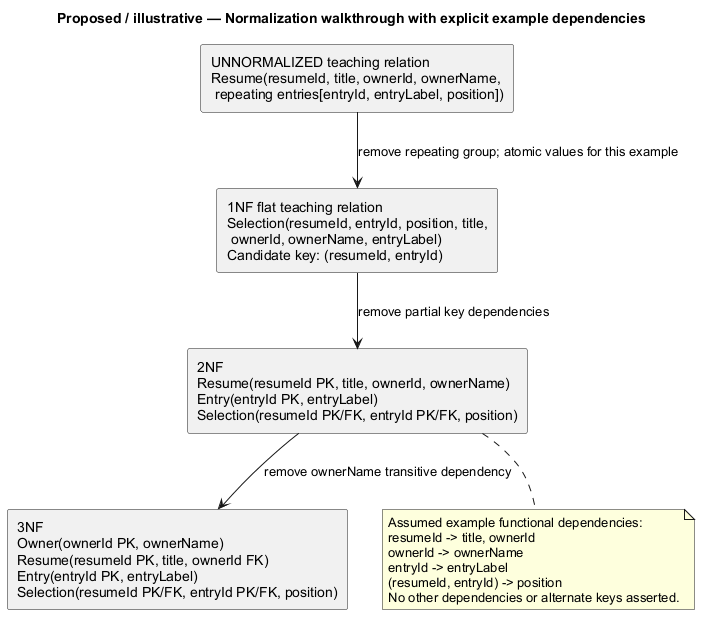 Proposed / illustrative — Normalization walkthrough with explicit example dependencies
UNNORMALIZED teaching relation
Resume(resumeId, title, ownerId, ownerName,
repeating entries[entryId, entryLabel, position])
remove repeating group; atomic values for this example
1NF flat teaching relation
Selection(resumeId, entryId, position, title,
ownerId, ownerName, entryLabel)
Candidate key: (resumeId, entryId)
remove partial key dependencies
2NF
Resume(resumeId PK, title, ownerId, ownerName)
Entry(entryId PK, entryLabel)
Selection(resumeId PK/FK, entryId PK/FK, position)
remove ownerName transitive dependency
3NF
Owner(ownerId PK, ownerName)
Resume(resumeId PK, title, ownerId FK)
Entry(entryId PK, entryLabel)
Selection(resumeId PK/FK, entryId PK/FK, position)
Assumed example functional dependencies:
resumeId -> title, ownerId
ownerId -> ownerName
entryId -> entryLabel
(resumeId, entryId) -> position
No other dependencies or alternate keys asserted.